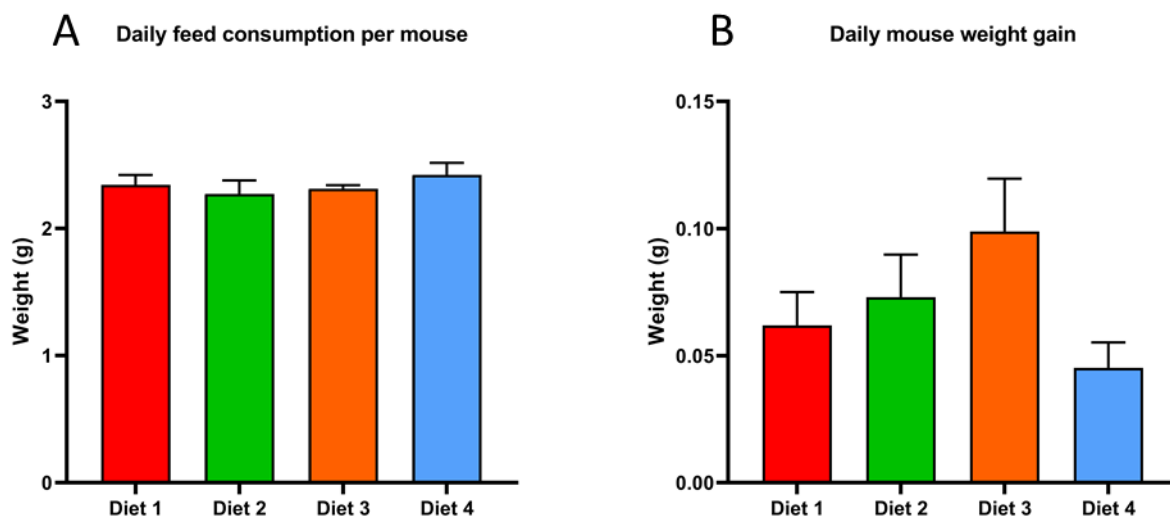 A
Daily feed consumption per mouse
Weight (g)
3
2
1
0
Diet 1 Diet 2 Diet 3 Diet 4
B
Daily mouse weight gain
Weight (g)
0.15
0.10
0.05
0.00
Diet 1 Diet 2 Diet 3 Diet 4